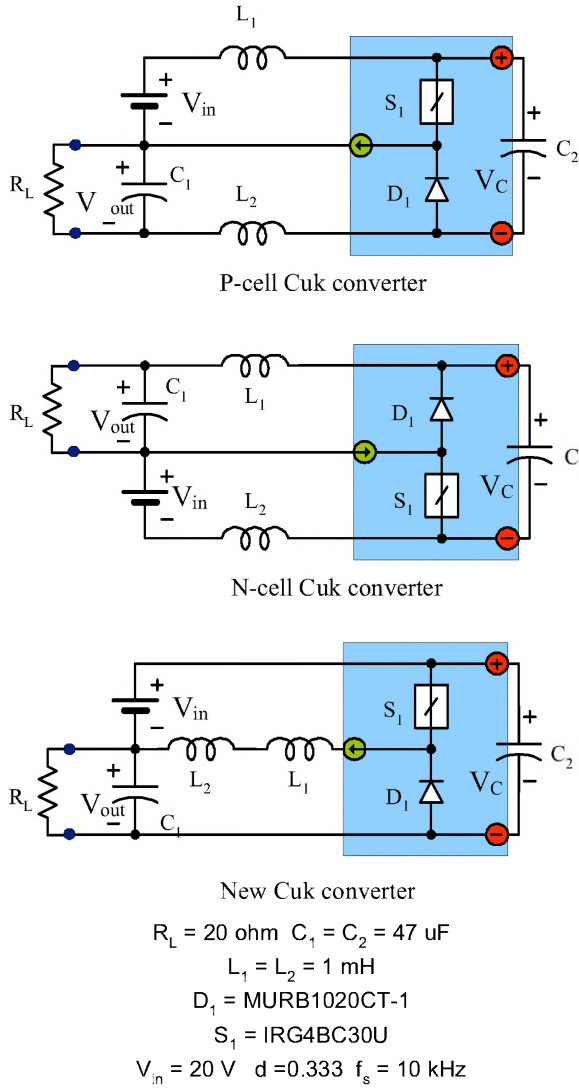 L1
+
+
Vin
S1
+
−
C2
RL
+
C1
V out
−
L2
D1
VC
−
−
P-cell Cuk converter
+
RL
+
C1
Vout
−
L1
D1
+
C
+
Vin
−
L2
S1
VC
−
−
N-cell Cuk converter
+
+
Vin
−
S1
+
C2
RL
+
Vout
−
C1
L2
L1
D1
VC
−
−
New Cuk converter
RL = 20 ohm C1 = C2 = 47 uF
L1 = L2 = 1 mH
D1 = MURB1020CT-1
S1 = IRG4BC30U
Vin = 20 V d =0.333 fs = 10 kHz